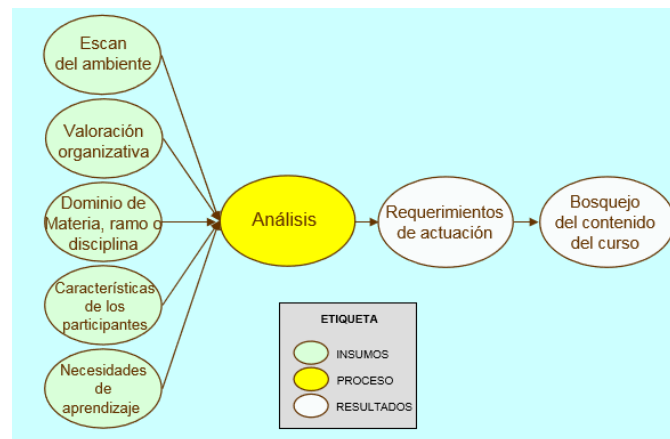 Escan
del ambiente
Valoración
organizativa
Dominio de
Materia, ramo o
disciplina
Características
de los
participantes
Necesidades
de
aprendizaje
Análisis
Requerimientos
de actuación
Bosquejo
del contenido
del curso
ETIQUETA
INSUMOS
PROCESO
RESULTADOS